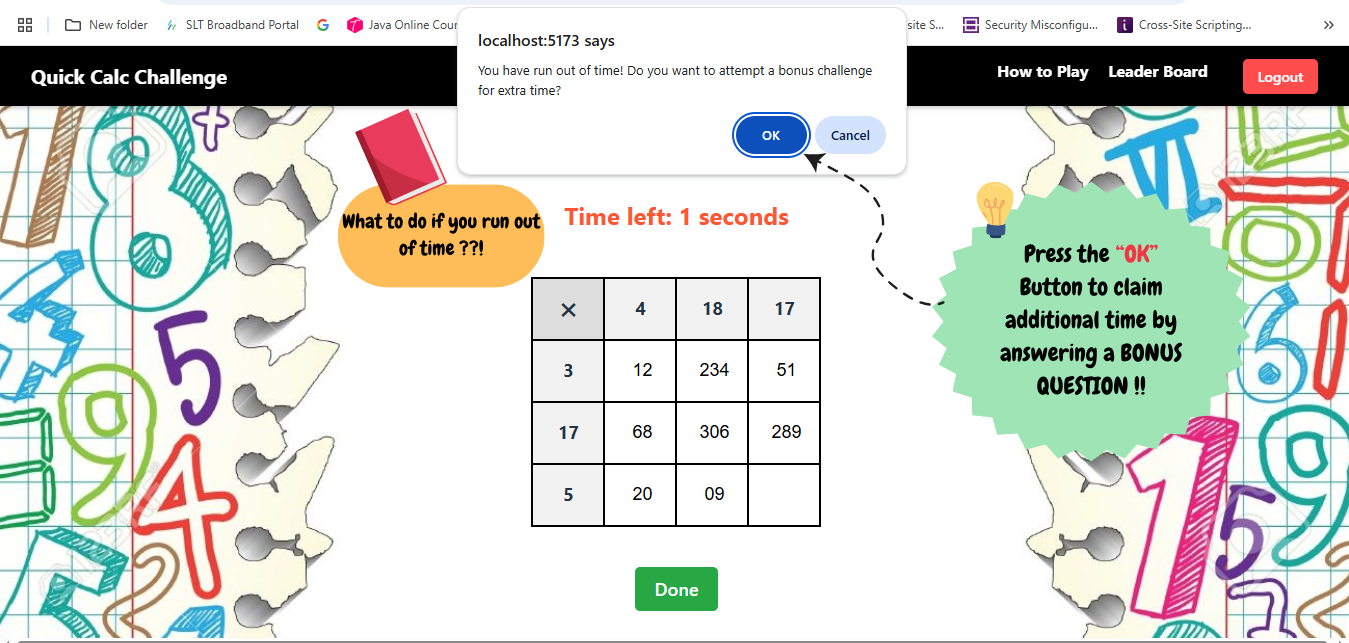 New folder
SLT Broadband Portal
Java Online Cour
site S...
Security Misconfigu...
Cross-Site Scripting...
»
localhost:5173 says
You have run out of time! Do you want to attempt a bonus challenge
for extra time?
OK
Cancel
Quick Calc Challenge
How to Play
Leader Board
Logout
What to do if you run out
of time ??!
Time left: 1 seconds
Press the “OK”
Button to claim
additional time by
answering a BONUS
QUESTION !!
× 4 18 17
3 12 234 51
17 68 306 289
5 20 09
Done